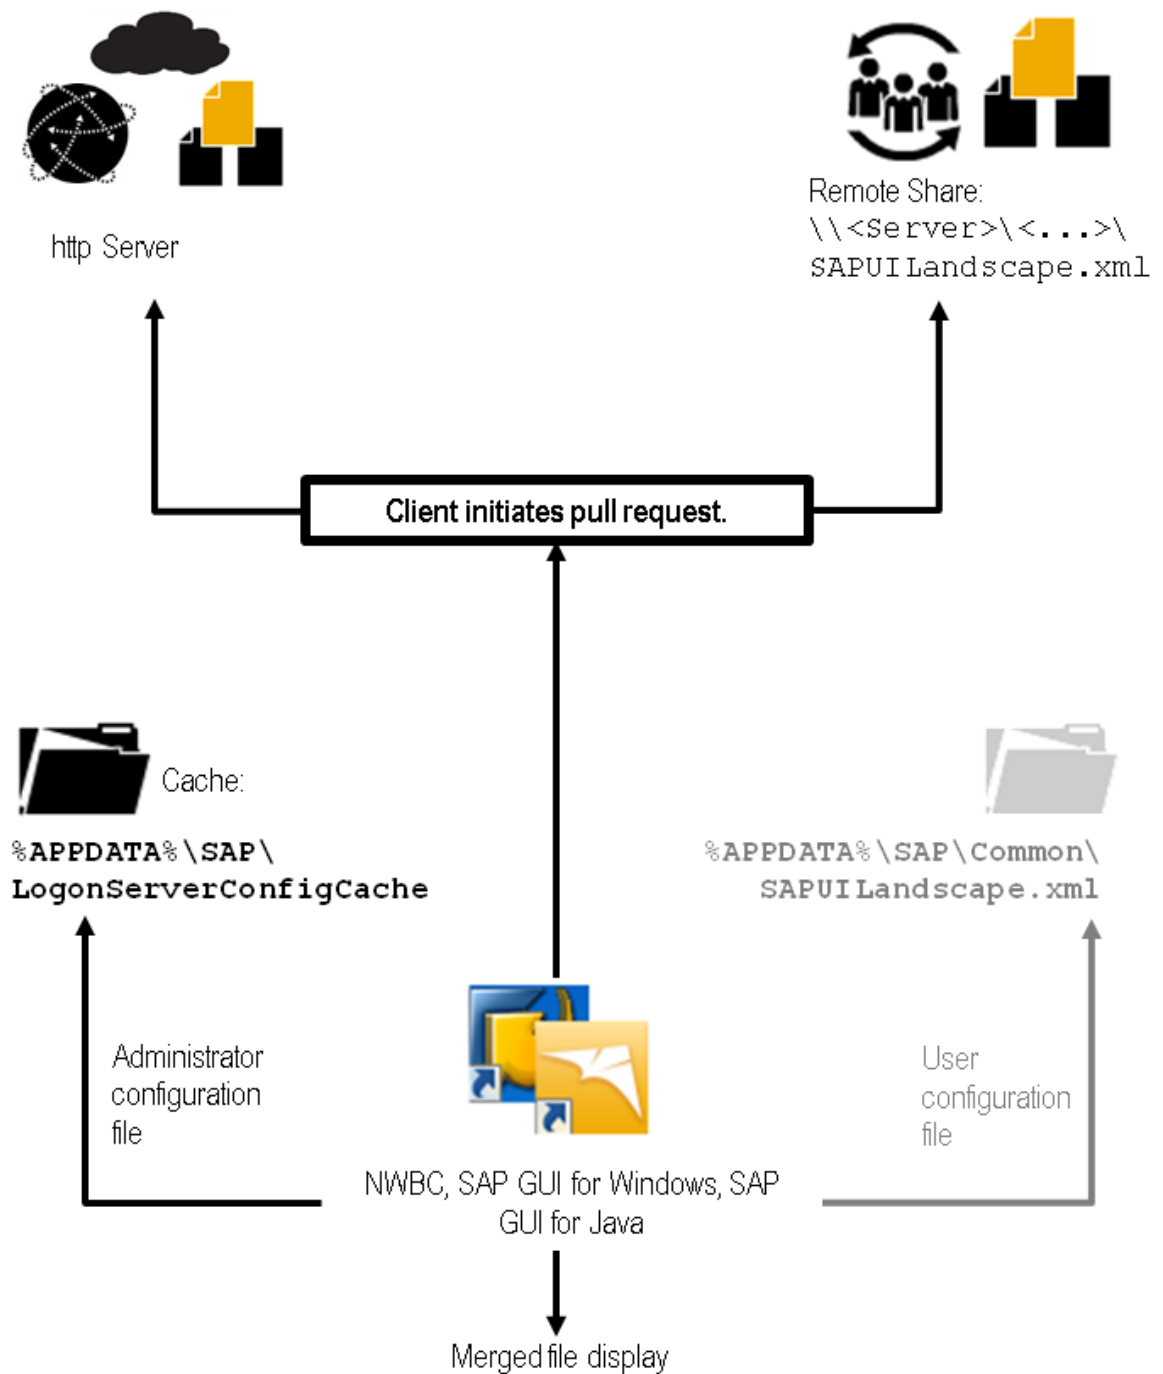 http Server
Remote Share:
\\<Server>\<...>\
SAPUILandscape.xml
Client initiates pull request.
Cache:
%APPDATA%\SAP\
LogonServerConfigCache
%APPDATA%\SAP\Common\
SAPUILandscape.xml
Administrator
configuration
file
User
configuration
file
NWBC, SAP GUI for Windows, SAP
GUI for Java
Merged file display